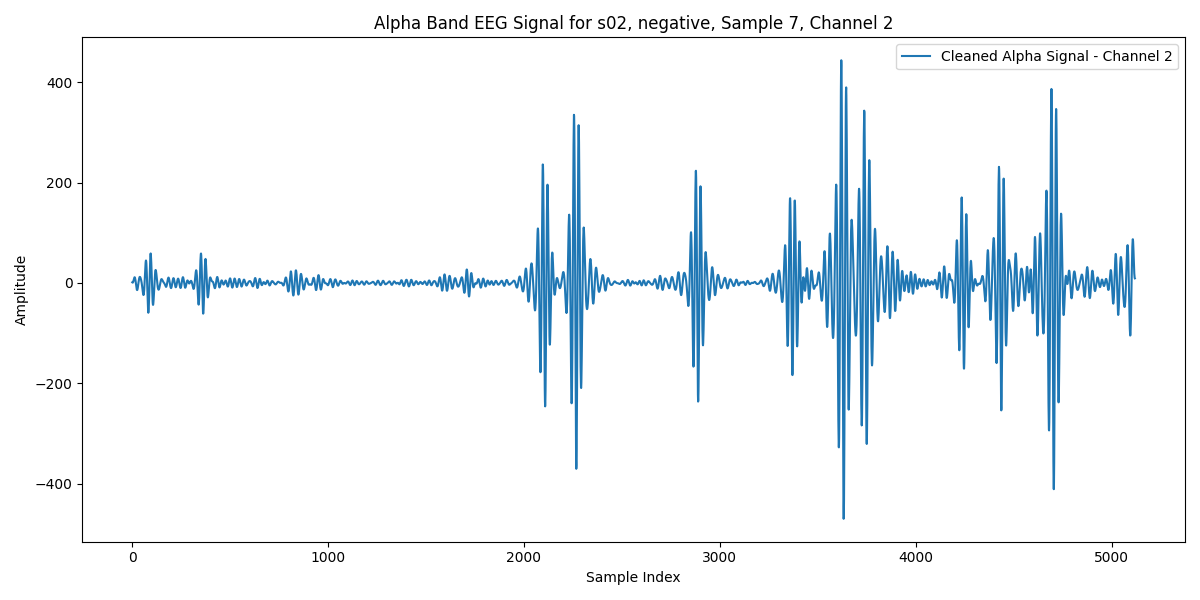 Alpha Band EEG Signal for s02, negative, Sample 7, Channel 2
Cleaned Alpha Signal - Channel 2
Amplitude
400
200
0
−200
−400
0 1000 2000 3000 4000 5000
Sample Index